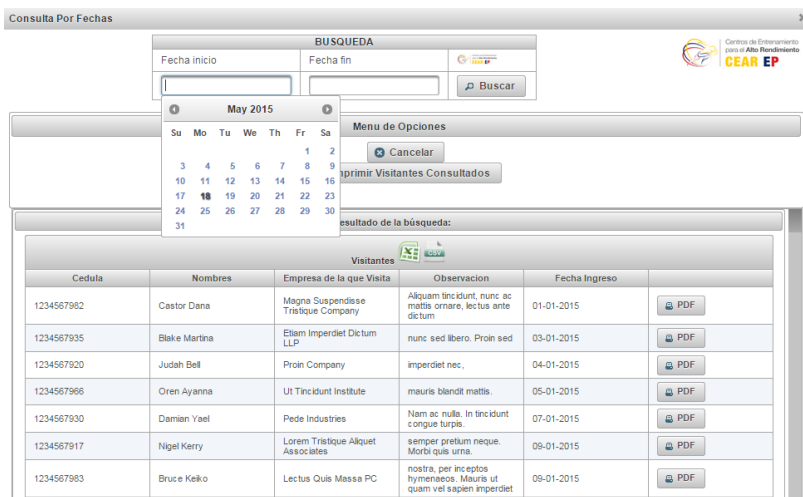 Consulta Por Fechas
BUSQUEDA
Fecha inicio Fecha fin
Buscar
Centros de Entrenamiento
para el Alto Rendimiento
CEAR EP
May 2015
Su Mo Tu We Th Fr Sa
1 2
3 4 5 6 7 8 9
10 11 12 13 14 15 16
17 18 19 20 21 22 23
24 25 26 27 28 29 30
31
Menu de Opciones
Cancelar
mprimir Visitantes Consultados
esultado de la búsqueda:
Visitantes CSV
Cedula Nombres Empresa de la que Visita Observacion Fecha Ingreso
1234567982 Castor Dana Magna Suspendisse Tristique Company Aliquam tincidunt, nunc ac mattis ornare, lectus ante dictum 01-01-2015 PDF
1234567935 Blake Martina Etiam Imperdiet Dictum LLP nunc sed libero. Proin sed 03-01-2015 PDF
1234567920 Judah Bell Proin Company imperdiet nec, 04-01-2015 PDF
1234567966 Oren Ayanna Ut Tincidunt Institute mauris blandit mattis. 05-01-2015 PDF
1234567930 Damian Yael Pede Industries Nam ac nulla. In tincidunt congue turpis. 07-01-2015 PDF
1234567917 Nigel Kerry Lorem Tristique Aliquet Associates semper pretium neque. Morbi quis urna. 09-01-2015 PDF
1234567983 Bruce Keiko Lectus Quis Massa PC nostra, per inceptos hymenaeos. Mauris ut quam vel sapien imperdiet 09-01-2015 PDF